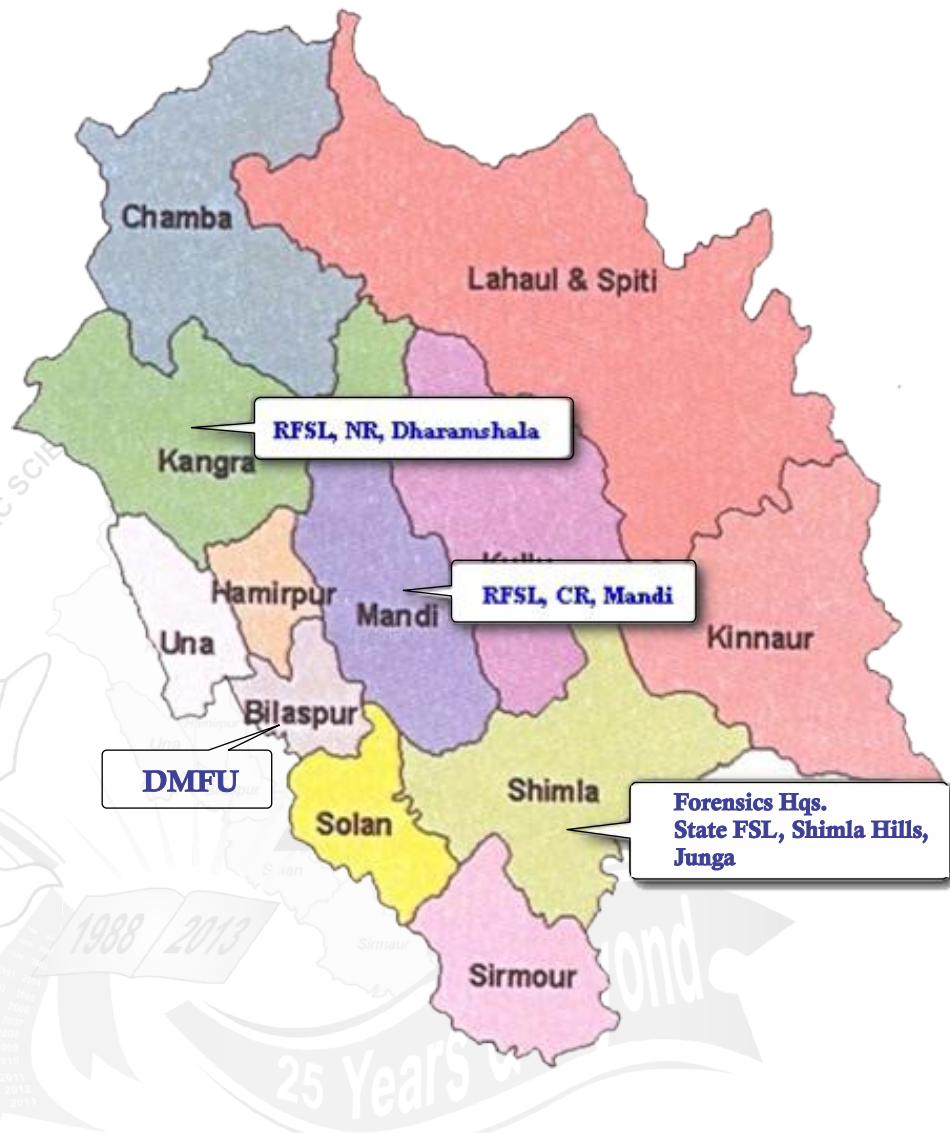 Chamba
Lahaul & Spiti
RFSL, NR, Dharamshala
Kangra
RFSL, CR, Mandi
Hamirpur
Mandi
Una
Kinnaur
Bilaspur
DMFU
Shimla
Forensics Hqs.
State FSL, Shimla Hills,
Junga
Solan
1988 2013
Sirmaur
Sirmour
25 Years